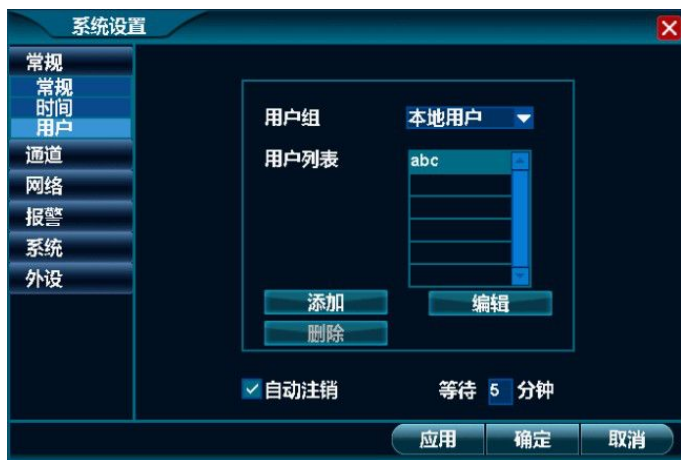 系统设置
常规
常规
时间
用户
通道
网络
报警
系统
外设
用户组 本地用户
用户列表 abc
添加 编辑
删除
自动注销 等待 5 分钟
应用 确定 取消